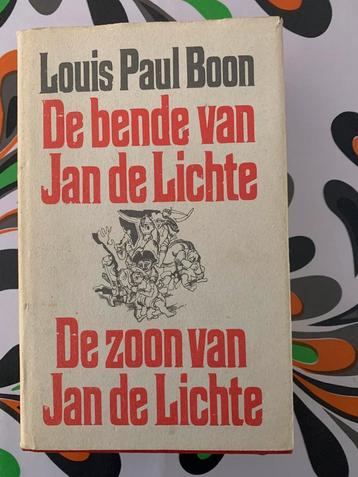 Louis Paul Boon
De bende van
Jan de Lichte
De zoon van
Jan de Lichte